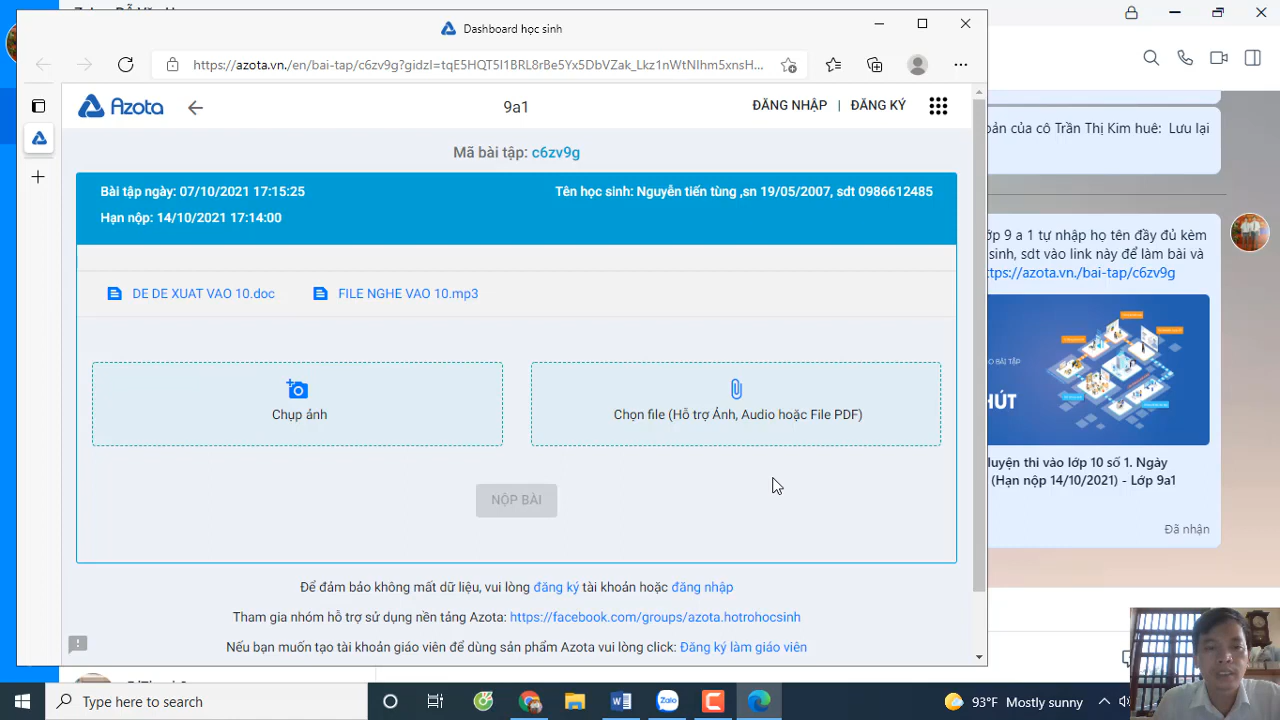 Dashboard học sinh
https://azota.vn./en/bai-tap/c6zv9g?gidzl=tqE5HQT5I1BRL8rBe5Yx5DbVZak_Lkz1nWtNIhm5xnsH...
Azota
9a1
ĐĂNG NHẬP | ĐĂNG KÝ
Mã bài tập: c6zv9g
Bài tập ngày: 07/10/2021 17:15:25
Tên học sinh: Nguyễn tiến tùng ,sn 19/05/2007, sdt 0986612485
Hạn nộp: 14/10/2021 17:14:00
DE DE XUAT VAO 10.doc
FILE NGHE VAO 10.mp3
Chụp ảnh
Chọn file (Hỗ trợ Ảnh, Audio hoặc File PDF)
NỘP BÀI
Để đảm bảo không mất dữ liệu, vui lòng đăng ký tài khoản hoặc đăng nhập
Tham gia nhóm hỗ trợ sử dụng nền tảng Azota: https://facebook.com/groups/azota.hotrohocsinh
Nếu bạn muốn tạo tài khoản giáo viên để dùng sản phẩm Azota vui lòng click: Đăng ký làm giáo viên
của cô Trần Thị Kim huê: Lưu lại
9 a 1 tự nhập họ tên đầy đủ kèm
sinh, sdt vào link này để làm bài và
ttps://azota.vn./bai-tap/c6zv9g
BÀI TẬP
HÚT
luyện thi vào lớp 10 số 1. Ngày
(Hạn nộp 14/10/2021) - Lớp 9a1
Đã nhận
Type here to search
Zalo
93°F Mostly sunny